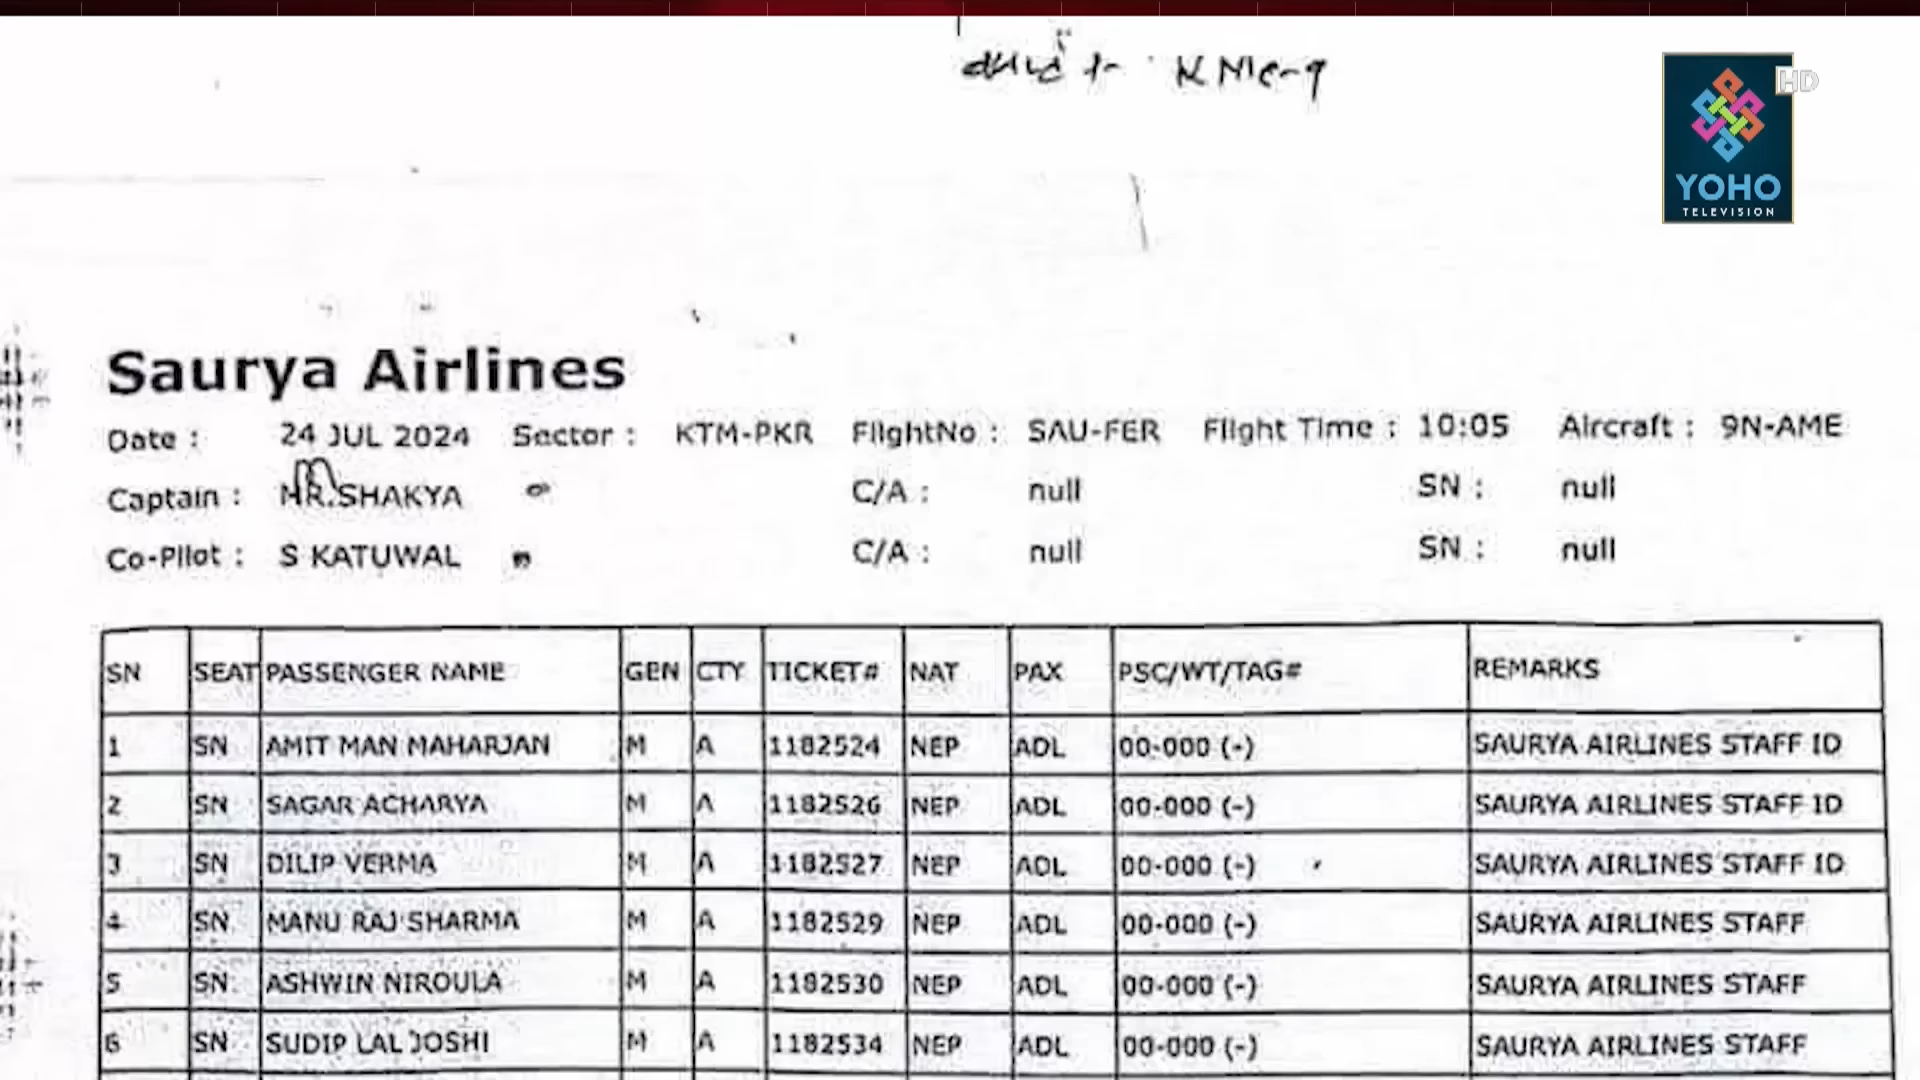 HD
YOHO
TELEVISION
Saurya Airlines
Date : 24 JUL 2024 Sector : KTM-PKR FlightNo : SAU-FER Flight Time : 10:05 Aircraft : 9N-AME
Captain : MR.SHAKYA C/A : null SN : null
Co-Pilot : S KATUWAL C/A : null SN : null
SN SEAT PASSENGER NAME GEN CTY TICKET# NAT PAX PSC/WT/TAG# REMARKS
1 SN AMIT MAN MAHARJAN M A 1182524 NEP ADL 00-000 (-) SAURYA AIRLINES STAFF ID
2 SN SAGAR ACHARYA M A 1182526 NEP ADL 00-000 (-) SAURYA AIRLINES STAFF ID
3 SN DILIP VERMA M A 1182527 NEP ADL 00-000 (-) SAURYA AIRLINES STAFF ID
4 SN MANU RAJ SHARMA M A 1182529 NEP ADL 00-000 (-) SAURYA AIRLINES STAFF
5 SN ASHWIN NIROULA M A 1182530 NEP ADL 00-000 (-) SAURYA AIRLINES STAFF
6 SN SUDIP LAL JOSHI M A 1182534 NEP ADL 00-000 (-) SAURYA AIRLINES STAFF